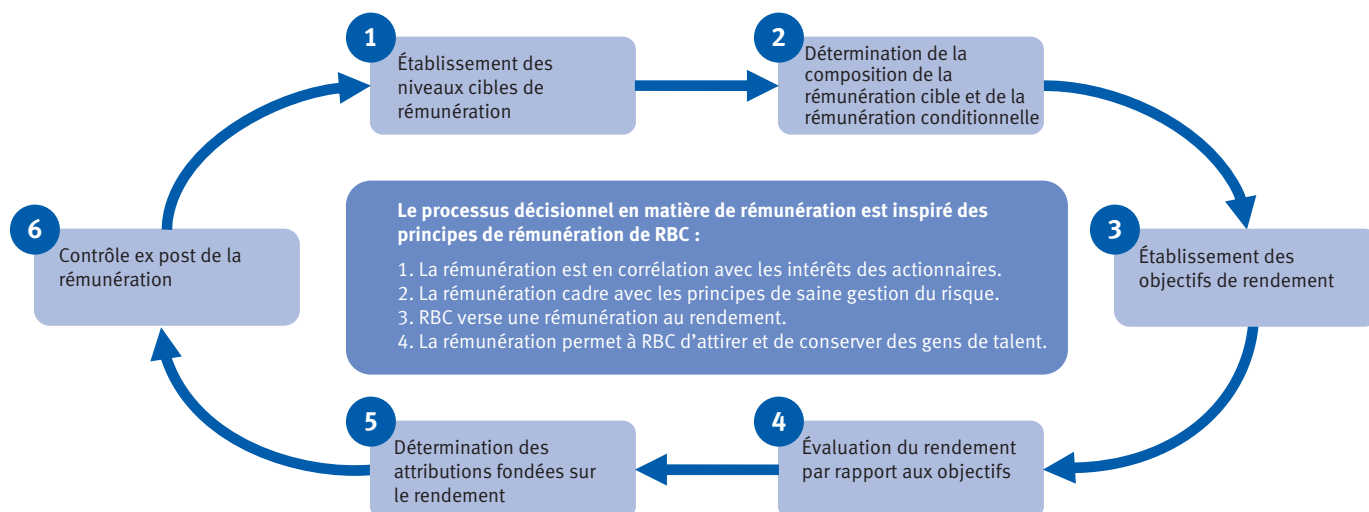 1
Établissement des
niveaux cibles de
rémunération
2
Détermination de la
composition de la
rémunération cible et de la
rémunération conditionnelle
3
Établissement des
objectifs de rendement
4
Évaluation du rendement
par rapport aux objectifs
5
Détermination des
attributions fondées sur
le rendement
6
Contrôle ex post de la
rémunération
Le processus décisionnel en matière de rémunération est inspiré des
principes de rémunération de RBC :
1. La rémunération est en corrélation avec les intérêts des actionnaires.
2. La rémunération cadre avec les principes de saine gestion du risque.
3. RBC verse une rémunération au rendement.
4. La rémunération permet à RBC d’attirer et de conserver des gens de talent.